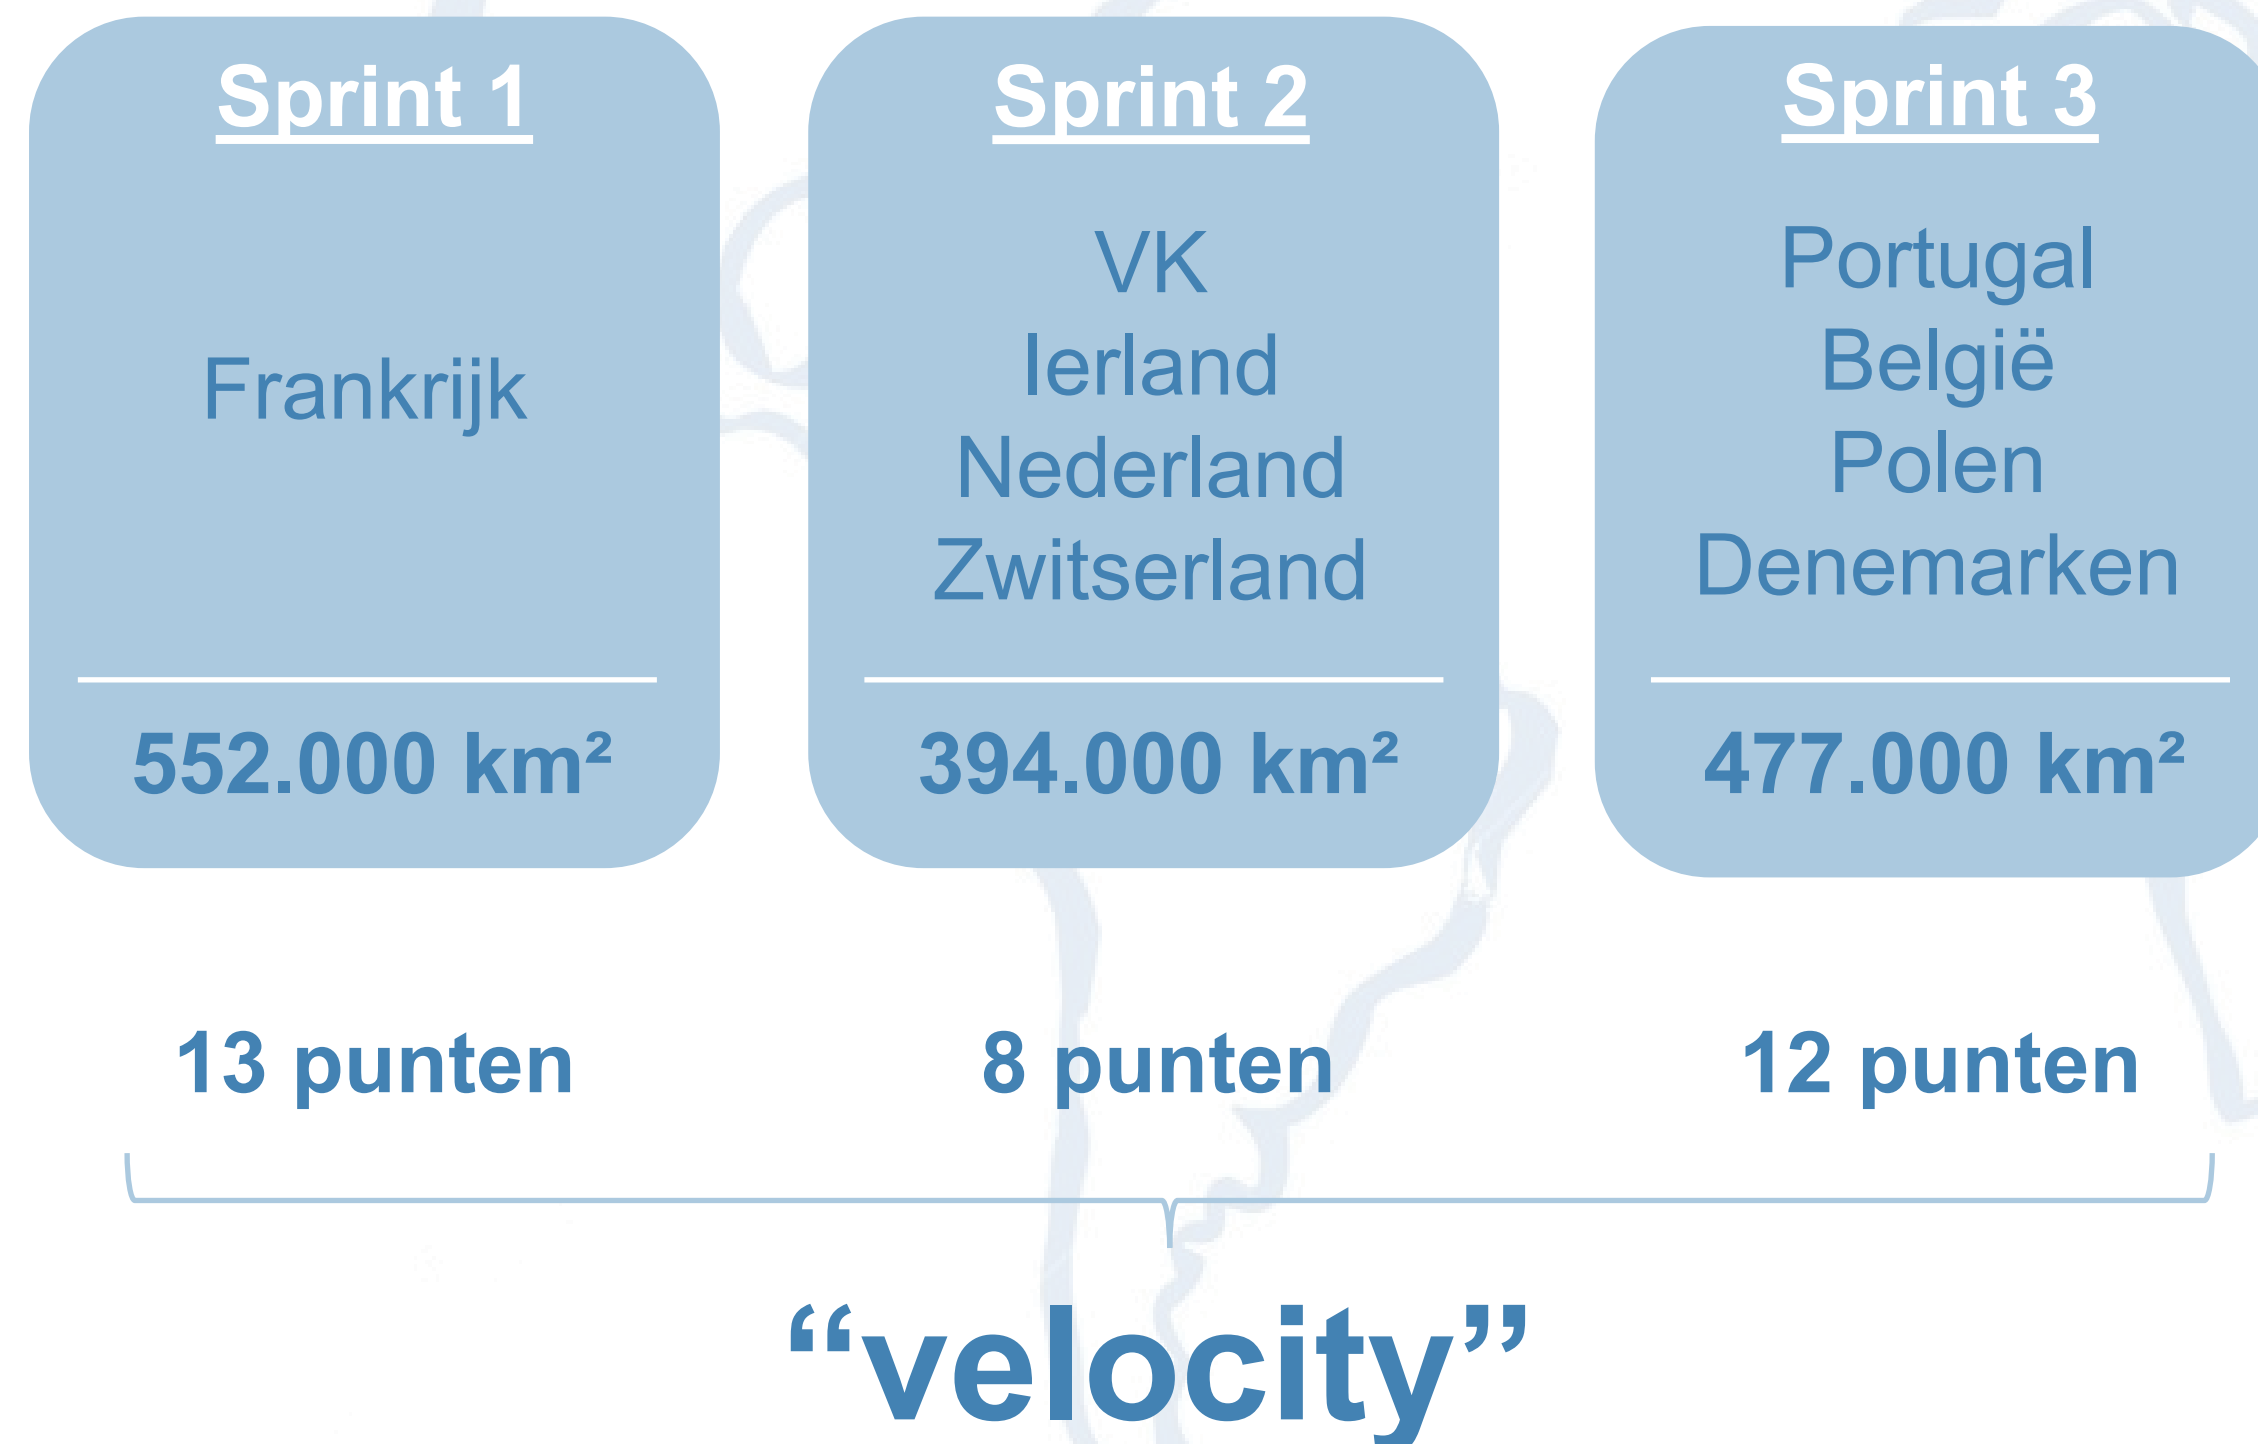 Sprint 1
Frankrijk
552.000 km²
Sprint 2
VK
Ierland
Nederland
Zwitserland
394.000 km²
Sprint 3
Portugal
België
Polen
Denemarken
477.000 km²
13 punten
8 punten
12 punten
“velocity”